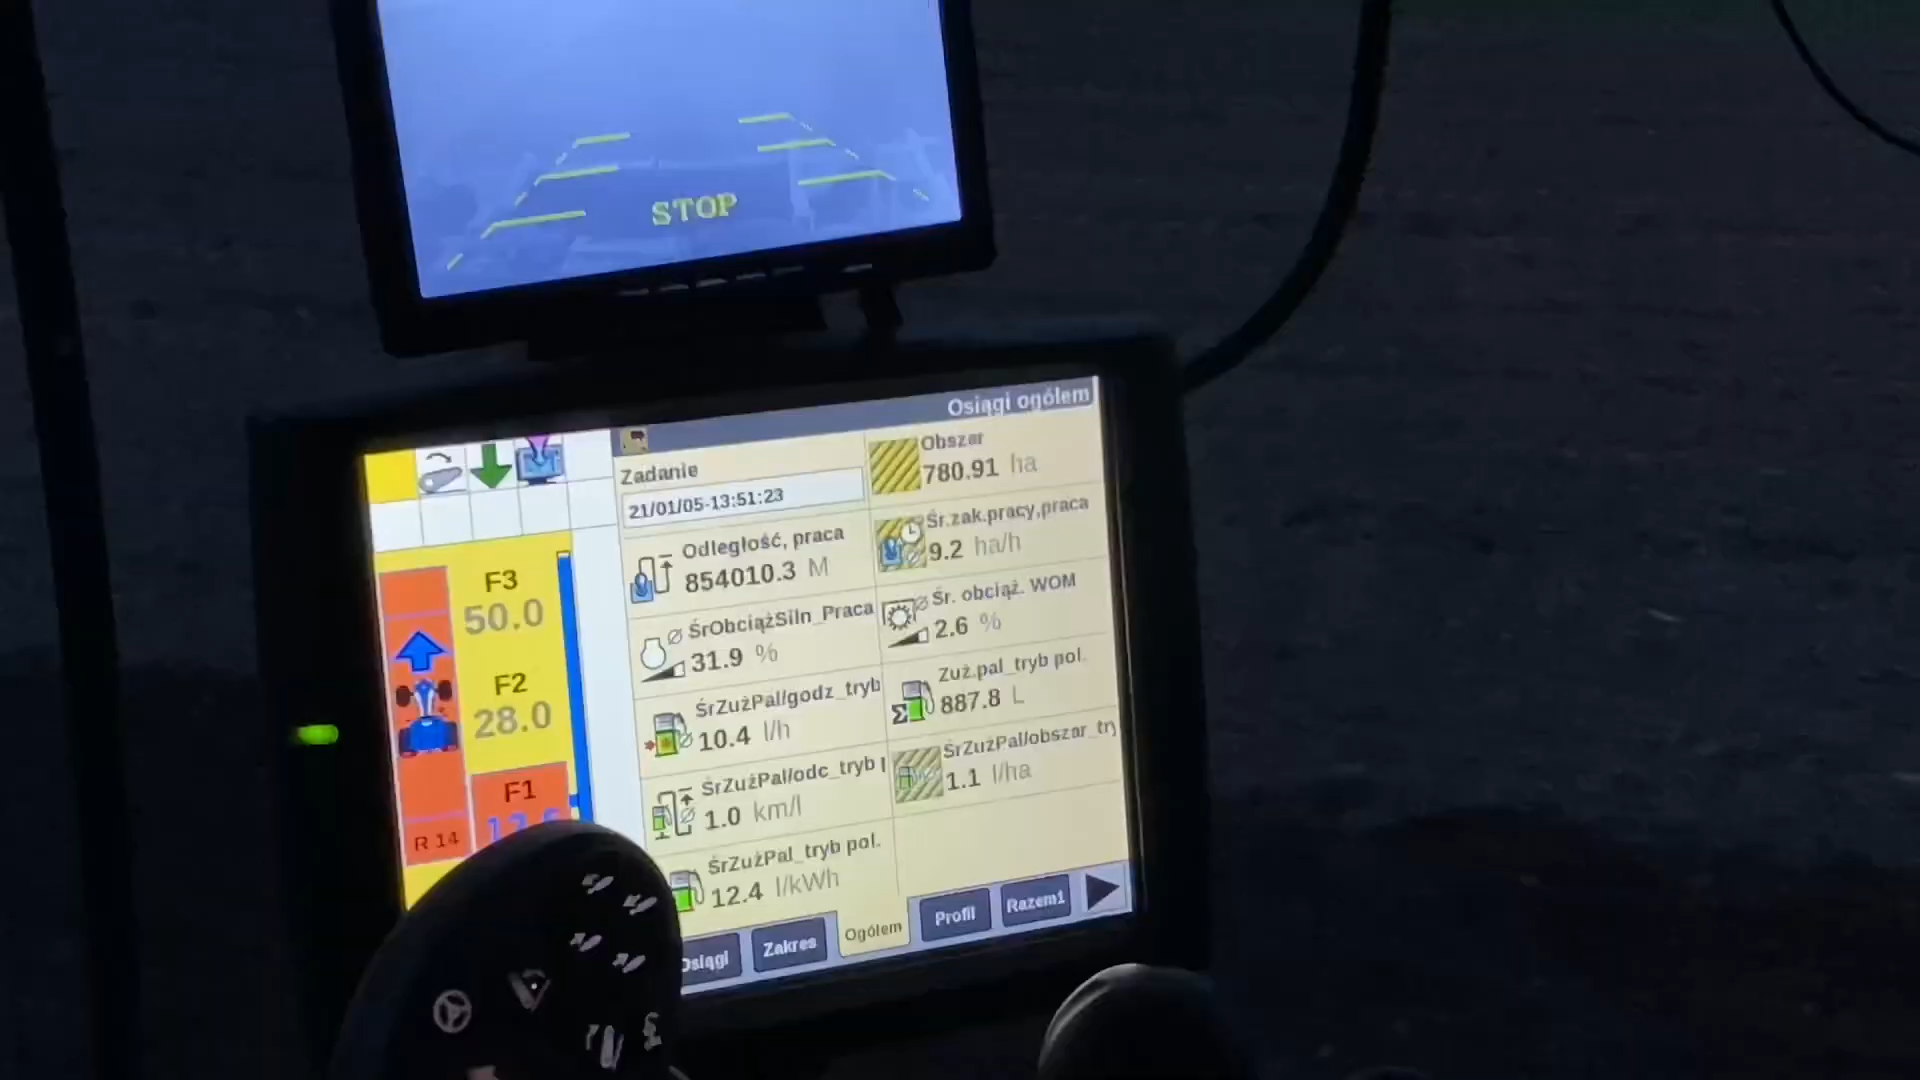 STOP
Osiągi ogólem
Zadanie
21/01/05-13:51:23
Obszar
780.91 ha
Odległość, praca
854010.3 M
Śr.zak.pracy,praca
9.2 ha/h
ŚrObciążSiln_Praca
31.9 %
Śr. obciąż. WOM
2.6 %
ŚrZużPal/godz_tryb
10.4 l/h
Zuż.pal_tryb pol.
887.8 L
ŚrZużPal/odc_tryb
1.0 km/l
ŚrZużPal/obszar_try
1.1 l/ha
ŚrZużPal_tryb pol.
12.4 l/kWh
F3
50.0
F2
28.0
F1
R 14
Osiągi
Zakres
Ogólem
Profil
Razem1